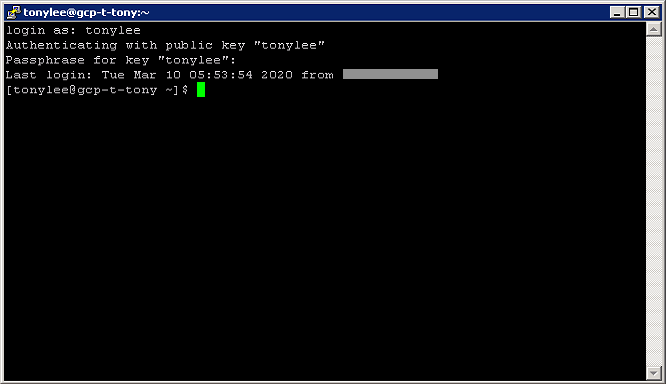 tonylee@gcp-t-tony:~
login as: tonylee
Authenticating with public key "tonylee"
Passphrase for key "tonylee":
Last login: Tue Mar 10 05:53:54 2020 from
[tonylee@gcp-t-tony ~]$